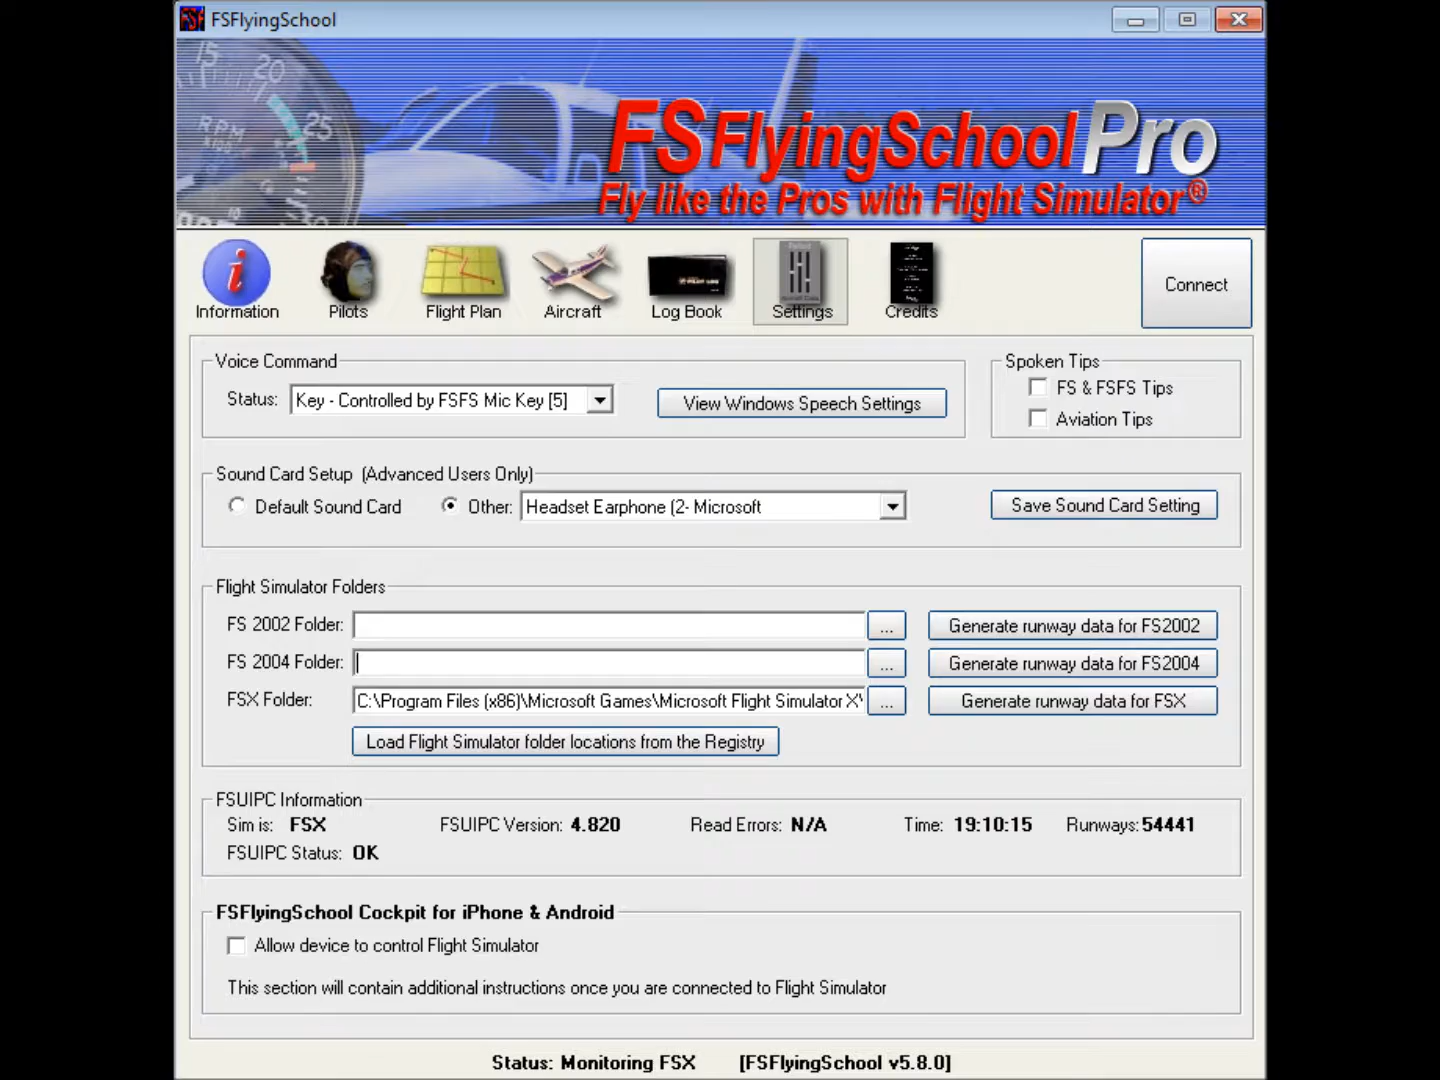 FSFlyingSchool
FSFlyingSchoolPro
Fly like the Pros with Flight Simulator®
Information Pilots Flight Plan Aircraft Log Book Settings Credits Connect
Voice Command
Status: Key - Controlled by FSFS Mic Key [5] View Windows Speech Settings
Spoken Tips
FS & FSFS Tips
Aviation Tips
Sound Card Setup (Advanced Users Only)
Default Sound Card Other: Headset Earphone (2- Microsoft Save Sound Card Setting
Flight Simulator Folders
FS 2002 Folder: ... Generate runway data for FS2002
FS 2004 Folder: ... Generate runway data for FS2004
FSX Folder: C:\Program Files (x86)\Microsoft Games\Microsoft Flight Simulator X\ ... Generate runway data for FSX
Load Flight Simulator folder locations from the Registry
FSUIPC Information
Sim is: FSX FSUIPC Version: 4.820 Read Errors: N/A Time: 19:10:15 Runways: 54441
FSUIPC Status: OK
FSFlyingSchool Cockpit for iPhone & Android
Allow device to control Flight Simulator
This section will contain additional instructions once you are connected to Flight Simulator
Status: Monitoring FSX [FSFlyingSchool v5.8.0]
15
20
25
RPM